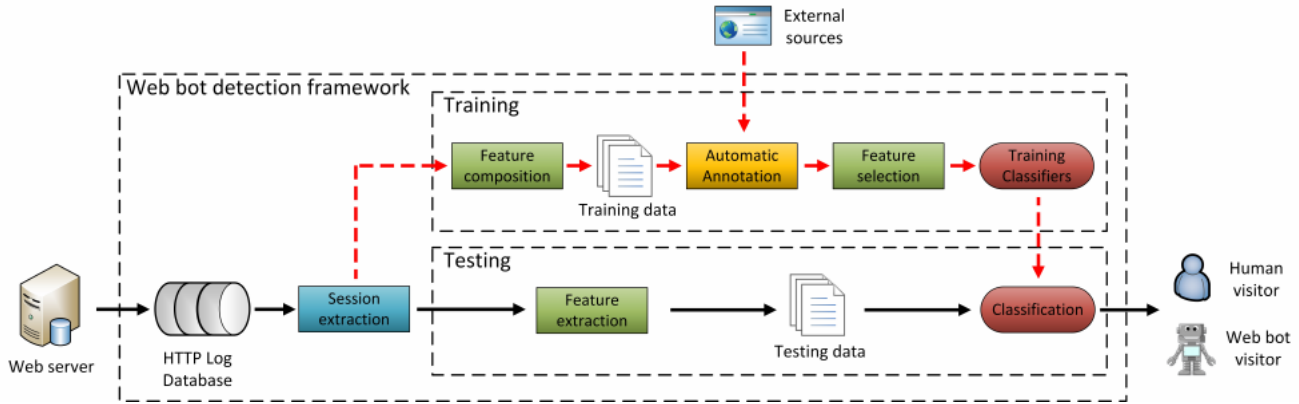 External
sources
Web bot detection framework
Training
Feature
composition
Training data
Automatic
Annotation
Feature
selection
Training
Classifiers
Testing
Web server
HTTP Log
Database
Session
extraction
Feature
extraction
Testing data
Classification
Human
visitor
Web bot
visitor